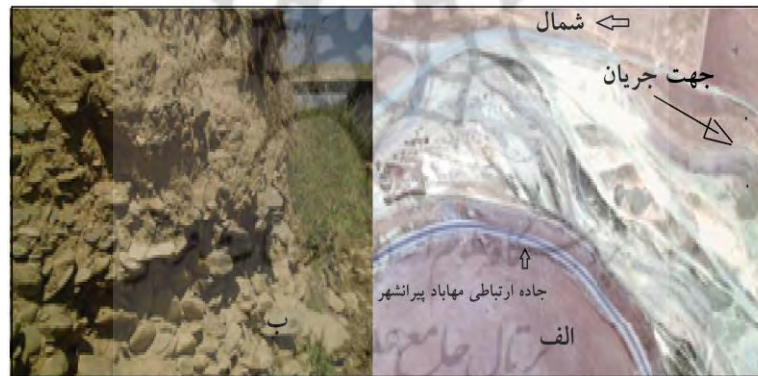 شمال
جهت جریان
جاده ارتباطی مهاباد پیرانشهر
الف
ب